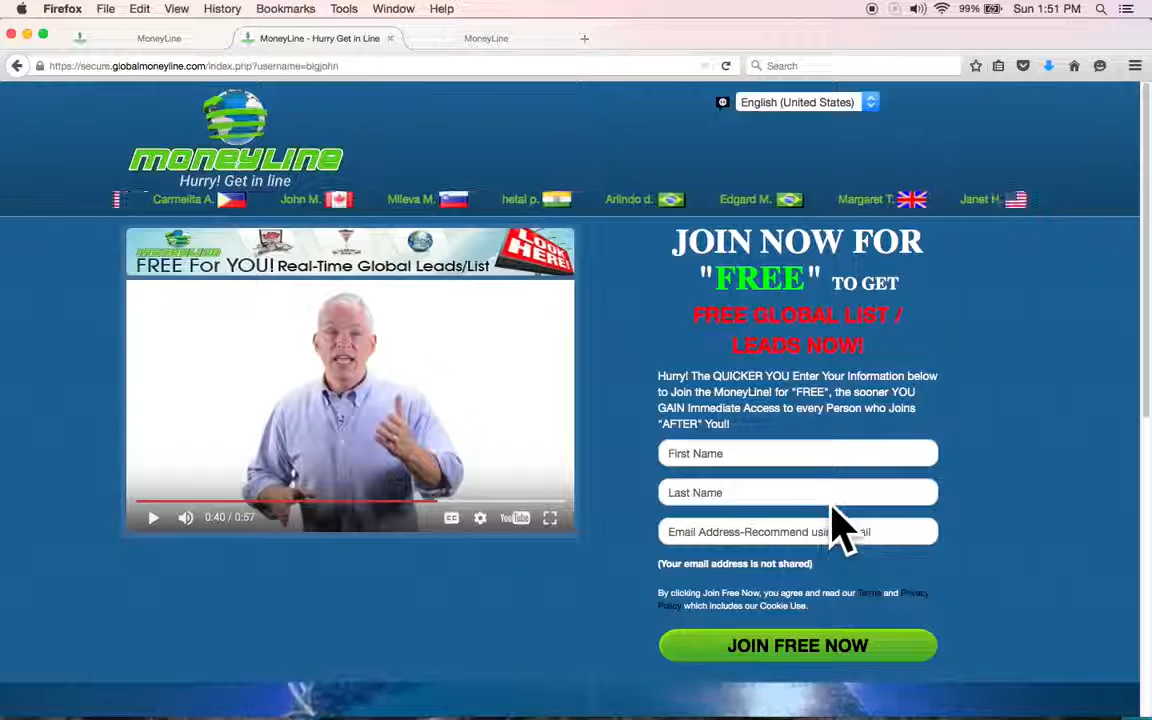 Firefox File Edit View History Bookmarks Tools Window Help 99% Sun 1:51 PM
MoneyLine MoneyLine - Hurry Get in Line MoneyLine
https://secure.globalmoneyline.com/index.php?username=bigjohn Search
English (United States)
MONEYLINE
Hurry! Get in line
Carmelita A. John M. Mileva M. hetal p. Arlindo d. Edgard M. Margaret T. Janet H.
MONEYLINE
FREE For YOU! Real-Time Global Leads/List
LOOK HERE!
0:40 / 0:57 CC YouTube
JOIN NOW FOR
"FREE" TO GET
FREE GLOBAL LIST /
LEADS NOW!
Hurry! The QUICKER YOU Enter Your Information below
to Join the MoneyLine! for "FREE", the sooner YOU
GAIN Immediate Access to every Person who Joins
"AFTER" You!!
First Name
Last Name
Email Address-Recommend
(Your email address is not shared)
By clicking Join Free Now, you agree and read our Terms and Privacy
Policy which includes our Cookie Use.
JOIN FREE NOW